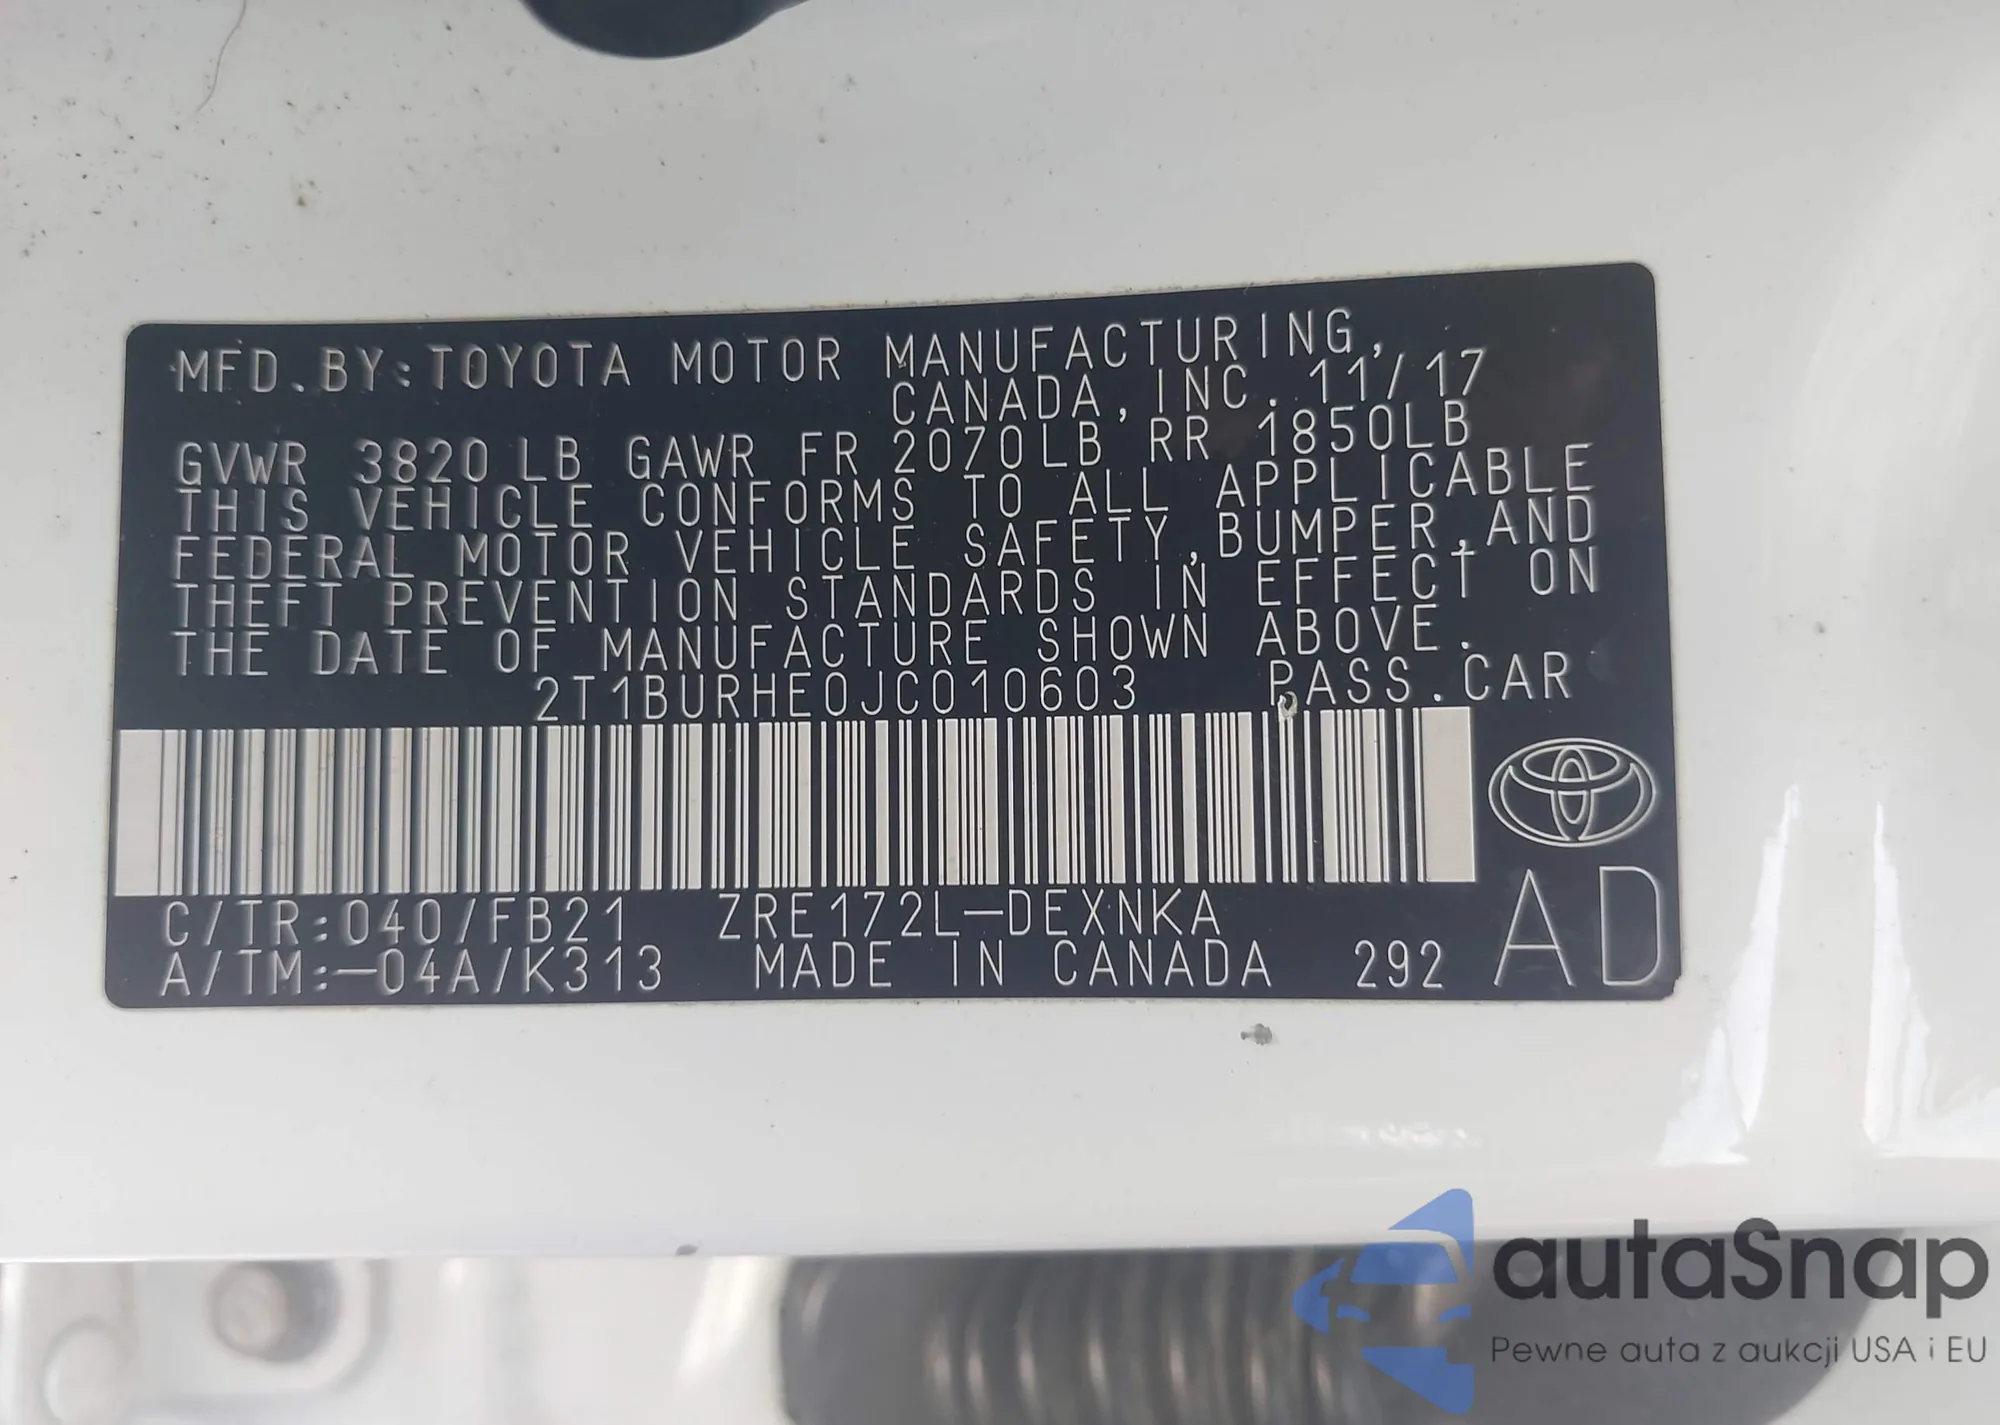 MFD.BY:TOYOTA MOTOR MANUFACTURING,
CANADA,INC. 11/17
GVWR 3820LB GAWR FR 2070LB RR 1850LB
THIS VEHICLE CONFORMS TO ALL APPLICABLE
FEDERAL MOTOR VEHICLE SAFETY,BUMPER,AND
THEFT PREVENTION STANDARDS IN EFFECT ON
THE DATE OF MANUFACTURE SHOWN ABOVE.
2T1BURHE0JC010603 PASS.CAR
C/TR:040/FB21 ZRE172L-DEXNKA
A/TM:-04A/K313 MADE IN CANADA 292
AD
autaSnap
Pewne auta z aukcji USA i EU